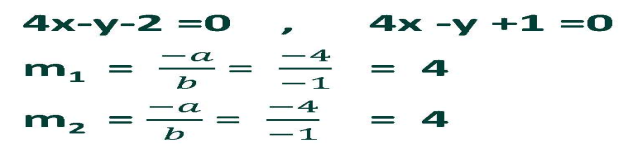 4x-y-2 =0 , 4x -y +1 =0
m₁ = −a/b = −4/−1 = 4
m₂ = −a/b = −4/−1 = 4